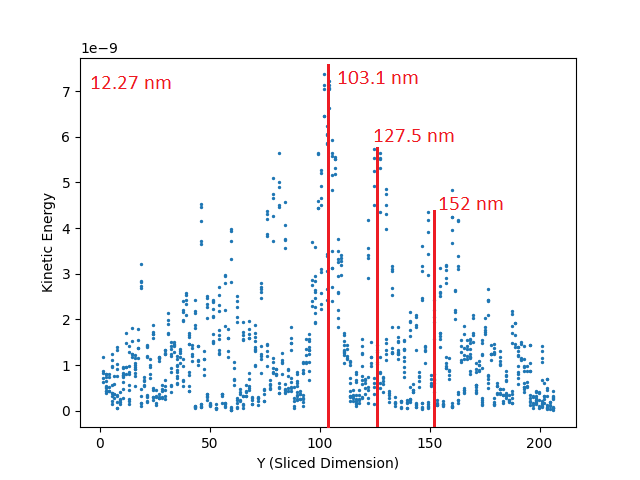 1e−9
12.27 nm
103.1 nm
127.5 nm
152 nm
7
6
5
4
3
2
1
0
Kinetic Energy
0 50 100 150 200
Y (Sliced Dimension)